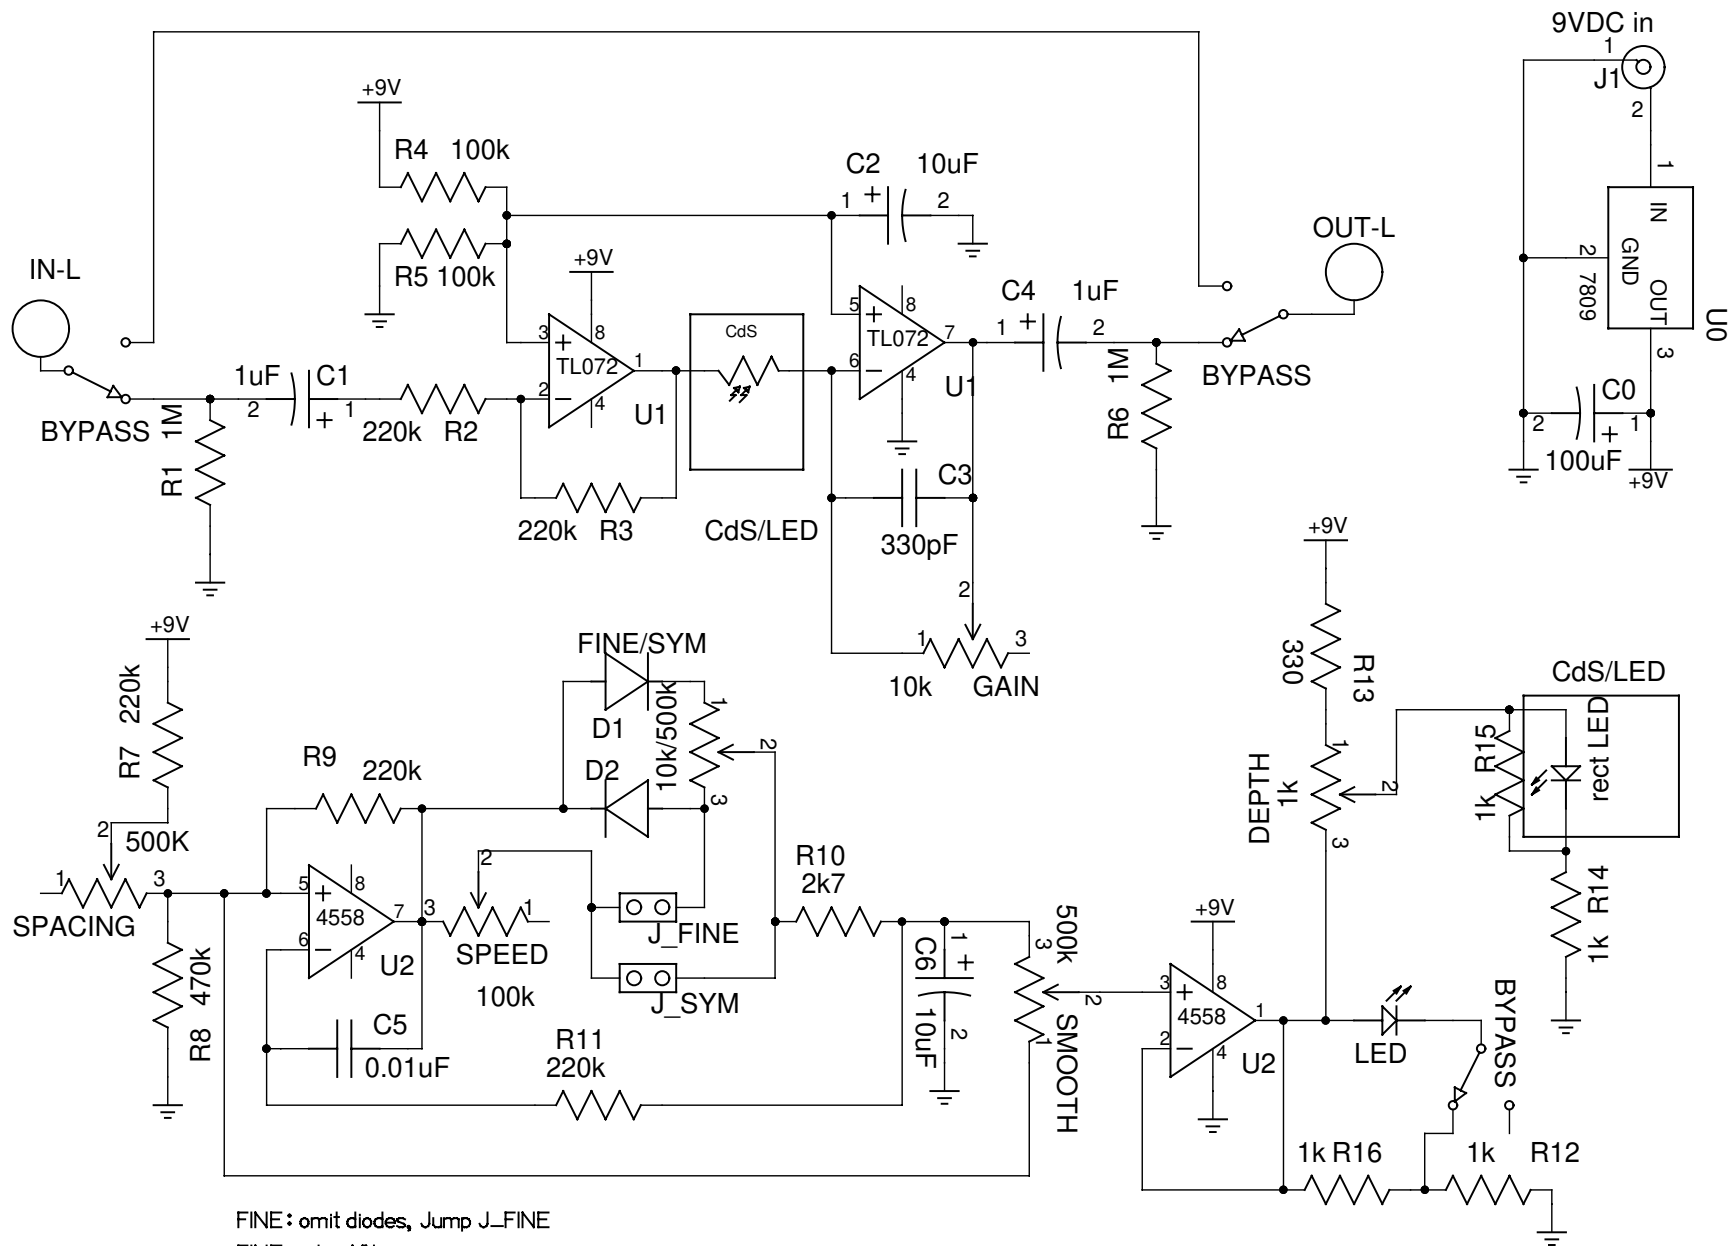 9VDC in
1
J1
2
+9V
R4 100k
C2 10uF
1 + 2
1
IN
2
GND
7809
OUT
3
U0
OUT-L
IN-L
R5 100k
+9V
C4 1uF
1 + 2
5 + 8
TL072 7
6 − 4
U1
CdS
3 + 8
TL072 1
2 − 4
U1
BYPASS
C0
2 1
+
100uF
+9V
1uF C1
2 1
+
BYPASS
1M
R1
220k R2
1M
R6
C3
330pF
220k R3
CdS/LED
+9V
2
1 3
10k GAIN
330
R13
CdS/LED
+9V
220k
R7
FINE/SYM
D1
10k/500k
1
2
3
D2
R9 220k
R15
1k
rect LED
DEPTH
1k
1
2
3
2
500K
1 3
SPACING
5 + 8
4558 7
6 − 4
U2
2
3 1
SPEED
100k
J_FINE
J_SYM
R10
2k7
470k
R8
C5
0.01uF
R11
220k
C6
1 +
10uF
2
500k
3
2
1
SMOOTH
+9V
3 + 8
4558 1
2 − 4
U2
LED
BYPASS
R14
1k
1k R16
1k R12
FINE: omit diodes, Jump J_FINE